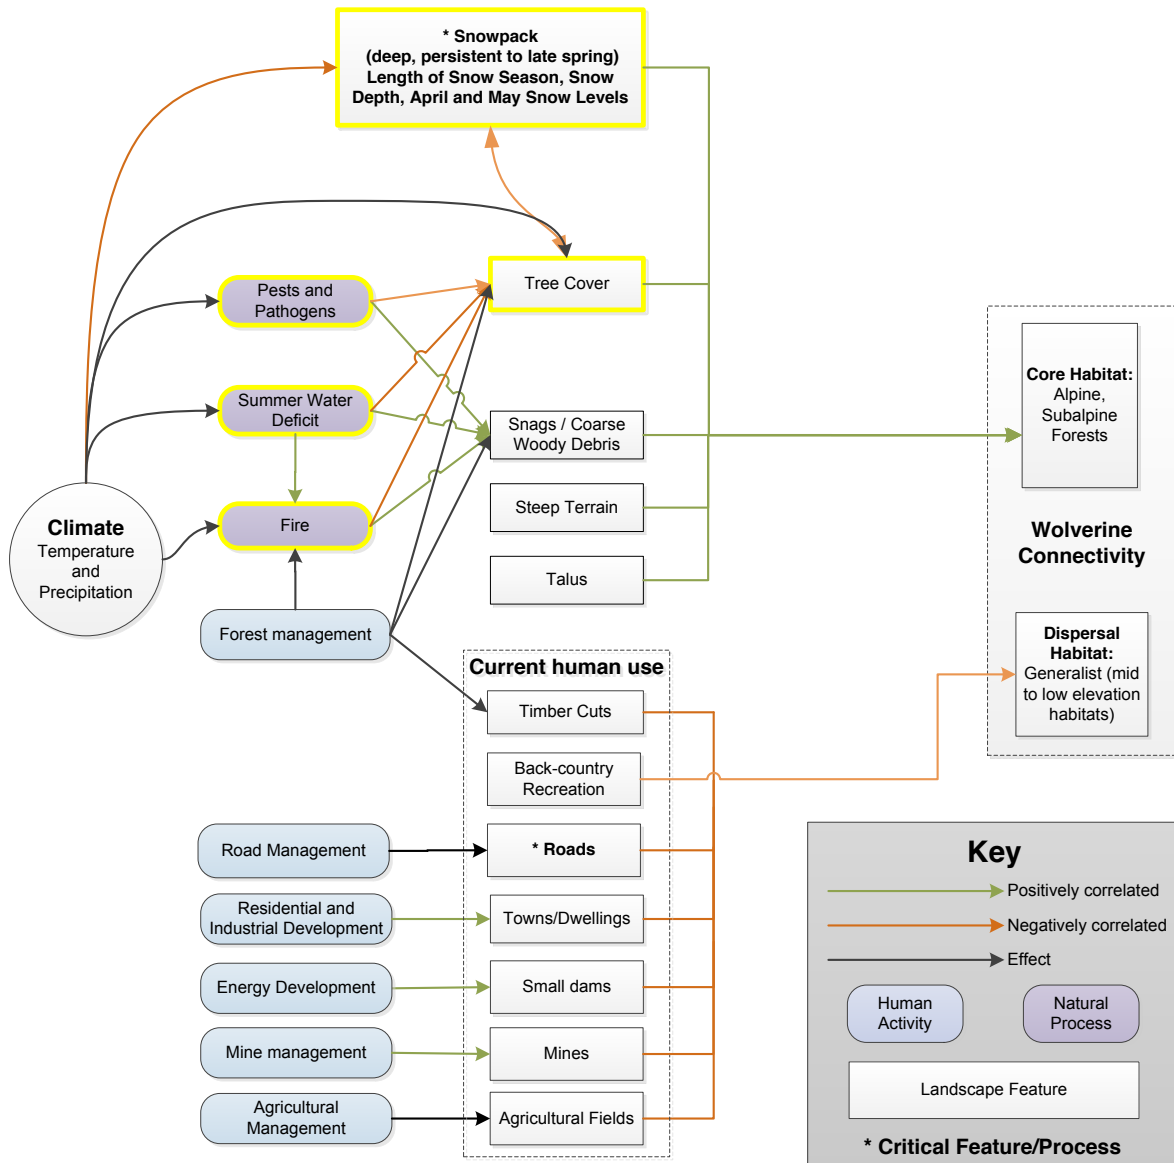 * Snowpack
(deep, persistent to late spring)
Length of Snow Season, Snow
Depth, April and May Snow Levels
Tree Cover
Pests and
Pathogens
Summer Water
Deficit
Snags / Coarse
Woody Debris
Steep Terrain
Fire
Talus
Climate
Temperature
and
Precipitation
Forest management
Core Habitat:
Alpine,
Subalpine
Forests
Wolverine
Connectivity
Dispersal
Habitat:
Generalist (mid
to low elevation
habitats)
Current human use
Timber Cuts
Back-country
Recreation
Road Management
* Roads
Residential and
Industrial Development
Towns/Dwellings
Energy Development
Small dams
Mine management
Mines
Agricultural
Management
Agricultural Fields
Key
Positively correlated
Negatively correlated
Effect
Human
Activity
Natural
Process
Landscape Feature
* Critical Feature/Process